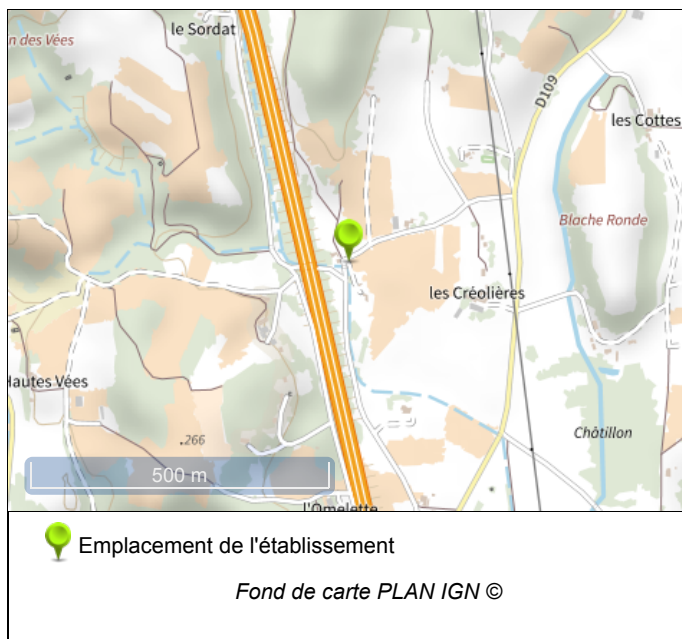 le Sordat
n des Vées
D109
les Cottes
Blache Ronde
les Créolières
Hautes Vées
.266
Châtillon
500 m
l'Omelette
Emplacement de l'établissement
Fond de carte PLAN IGN ©